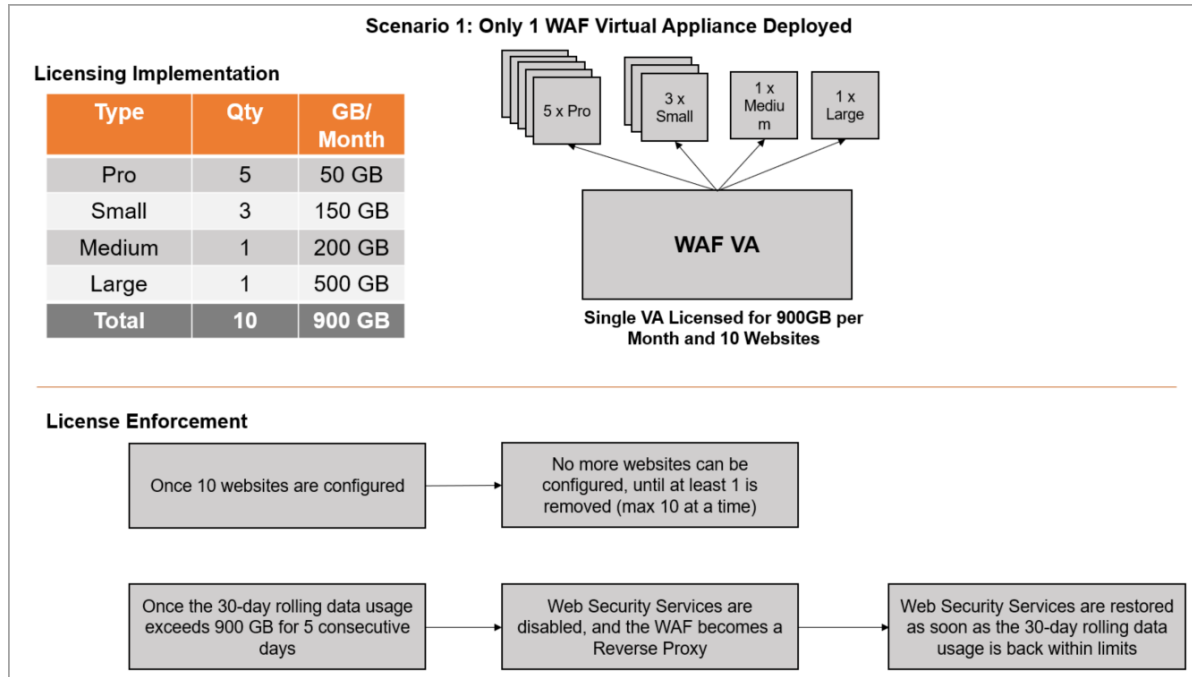 Scenario 1: Only 1 WAF Virtual Appliance Deployed
Licensing Implementation
Type Qty GB/
Month
Pro 5 50 GB
Small 3 150 GB
Medium 1 200 GB
Large 1 500 GB
Total 10 900 GB
5 x Pro
3 x
Small
1 x
Mediu
m
1 x
Large
WAF VA
Single VA Licensed for 900GB per
Month and 10 Websites
License Enforcement
Once 10 websites are configured
No more websites can be
configured, until at least 1 is
removed (max 10 at a time)
Once the 30-day rolling data usage
exceeds 900 GB for 5 consecutive
days
Web Security Services are
disabled, and the WAF becomes a
Reverse Proxy
Web Security Services are restored
as soon as the 30-day rolling data
usage is back within limits